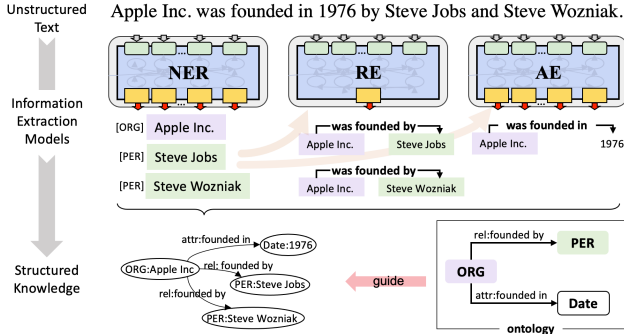 Unstructured
Text
Apple Inc. was founded in 1976 by Steve Jobs and Steve Wozniak.
Information
Extraction
Models
NER
...
...
RE
...
AE
...
...
[ORG] Apple Inc.
[PER] Steve Jobs
[PER] Steve Wozniak
was founded by
Apple Inc. Steve Jobs
was founded by
Apple Inc. Steve Wozniak
was founded in
Apple Inc. 1976
Structured
Knowledge
attr:founded in
Date:1976
ORG:Apple Inc
rel: founded by
PER:Steve Jobs
rel:founded by
PER:Steve Wozniak
guide
rel:founded by
PER
ORG
attr:founded in
Date
ontology